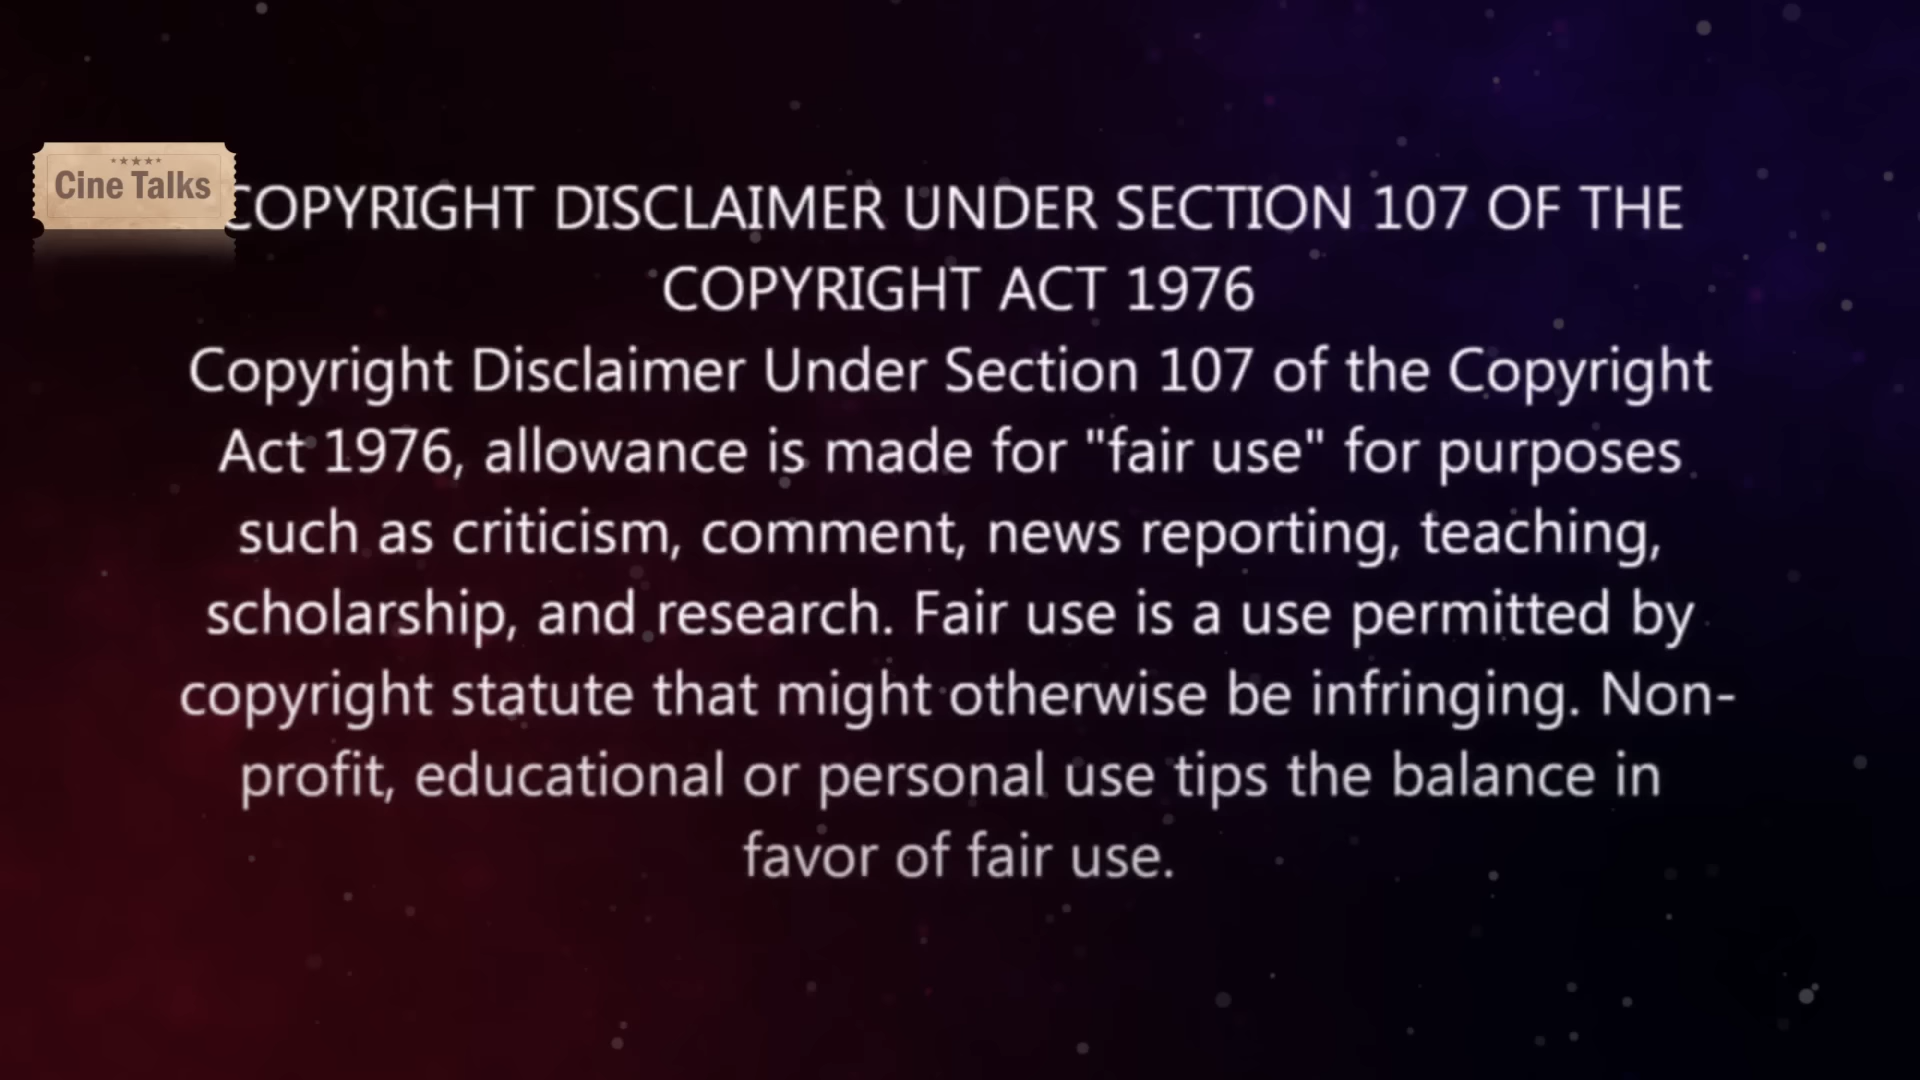 Cine Talks
COPYRIGHT DISCLAIMER UNDER SECTION 107 OF THE
COPYRIGHT ACT 1976
Copyright Disclaimer Under Section 107 of the Copyright
Act 1976, allowance is made for "fair use" for purposes
such as criticism, comment, news reporting, teaching,
scholarship, and research. Fair use is a use permitted by
copyright statute that might otherwise be infringing. Non-
profit, educational or personal use tips the balance in
favor of fair use.